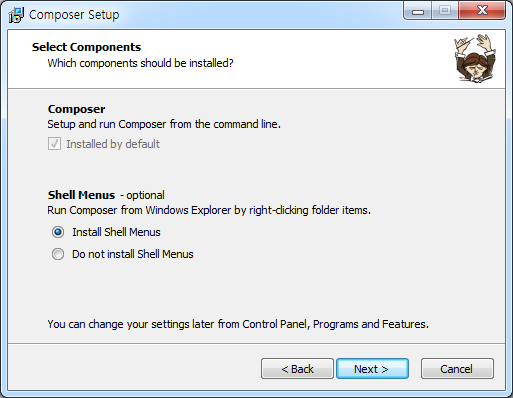 Composer Setup
Select Components
Which components should be installed?
Composer
Setup and run Composer from the command line.
Installed by default
Shell Menus - optional
Run Composer from Windows Explorer by right-clicking folder items.
Install Shell Menus
Do not install Shell Menus
You can change your settings later from Control Panel, Programs and Features.
< Back
Next >
Cancel